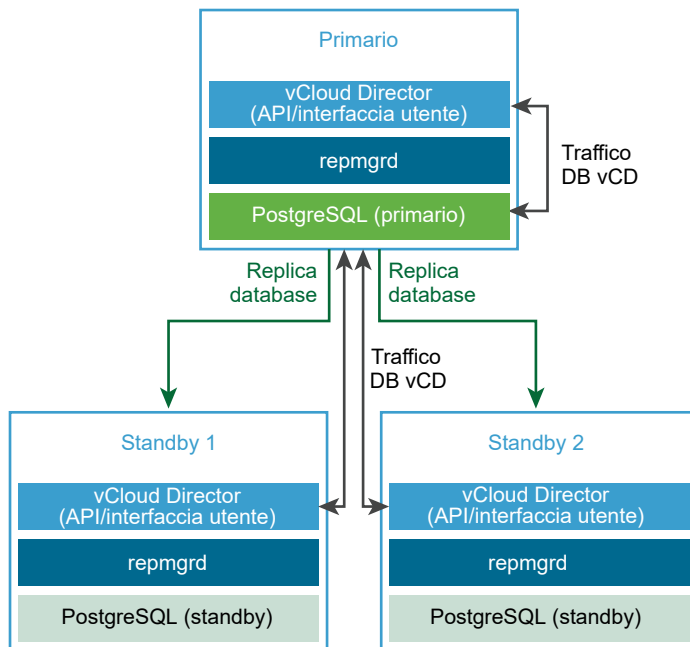 Primario
vCloud Director
(API/interfaccia utente)
repmgrd
PostgreSQL (primario)
Traffico
DB vCD
Replica
database
Replica
database
Traffico
DB vCD
Standby 1
vCloud Director
(API/interfaccia utente)
repmgrd
PostgreSQL (standby)
Standby 2
vCloud Director
(API/interfaccia utente)
repmgrd
PostgreSQL (standby)